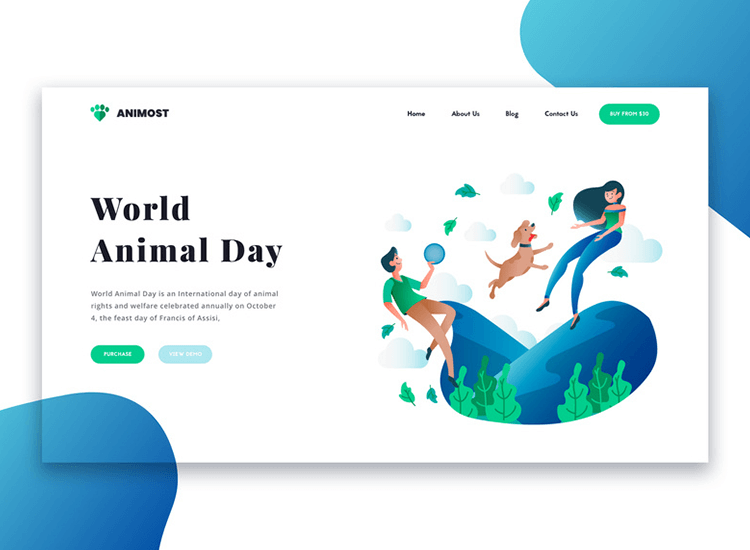 ANIMOST
Home About Us Blog Contact Us BUY FROM $30
World
Animal Day
World Animal Day is an International day of animal
rights and welfare celebrated annually on October
4, the feast day of Francis of Assisi,
PURCHASE VIEW DEMO